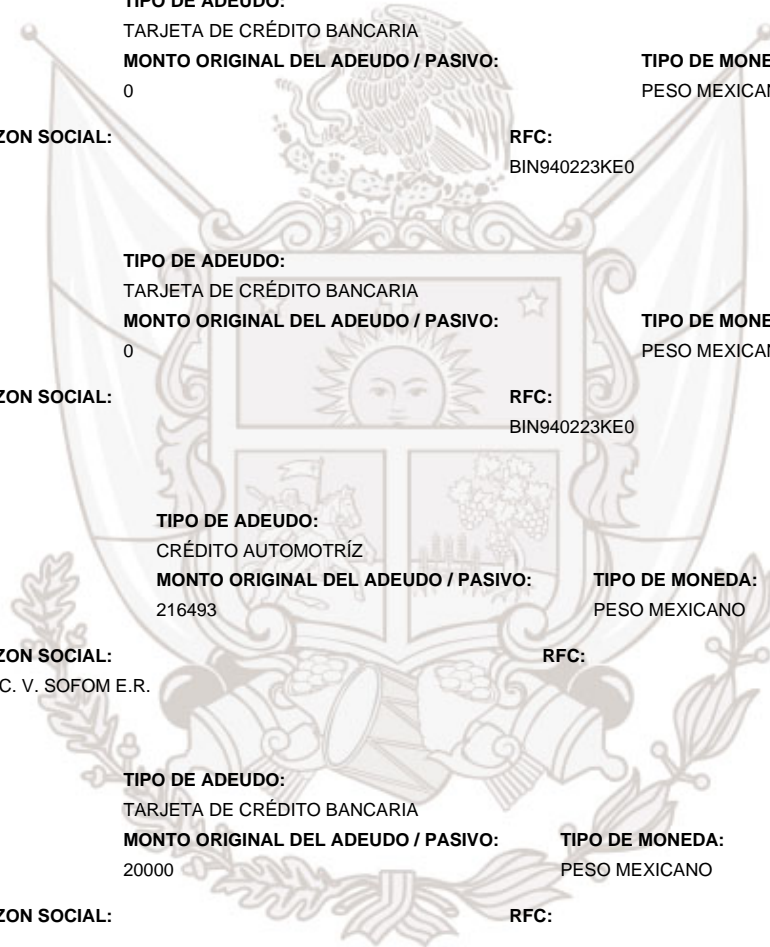 TIPO DE ADEUDO:
TARJETA DE CRÉDITO BANCARIA
MONTO ORIGINAL DEL ADEUDO / PASIVO: TIPO DE MONE
0 PESO MEXICAN
ZON SOCIAL: RFC:
BIN940223KE0
TIPO DE ADEUDO:
TARJETA DE CRÉDITO BANCARIA
MONTO ORIGINAL DEL ADEUDO / PASIVO: TIPO DE MONE
0 PESO MEXICAN
ZON SOCIAL: RFC:
BIN940223KE0
TIPO DE ADEUDO:
CRÉDITO AUTOMOTRÍZ
MONTO ORIGINAL DEL ADEUDO / PASIVO: TIPO DE MONEDA:
216493 PESO MEXICANO
ZON SOCIAL: RFC:
C. V. SOFOM E.R.
TIPO DE ADEUDO:
TARJETA DE CRÉDITO BANCARIA
MONTO ORIGINAL DEL ADEUDO / PASIVO: TIPO DE MONEDA:
20000 PESO MEXICANO
ZON SOCIAL: RFC: